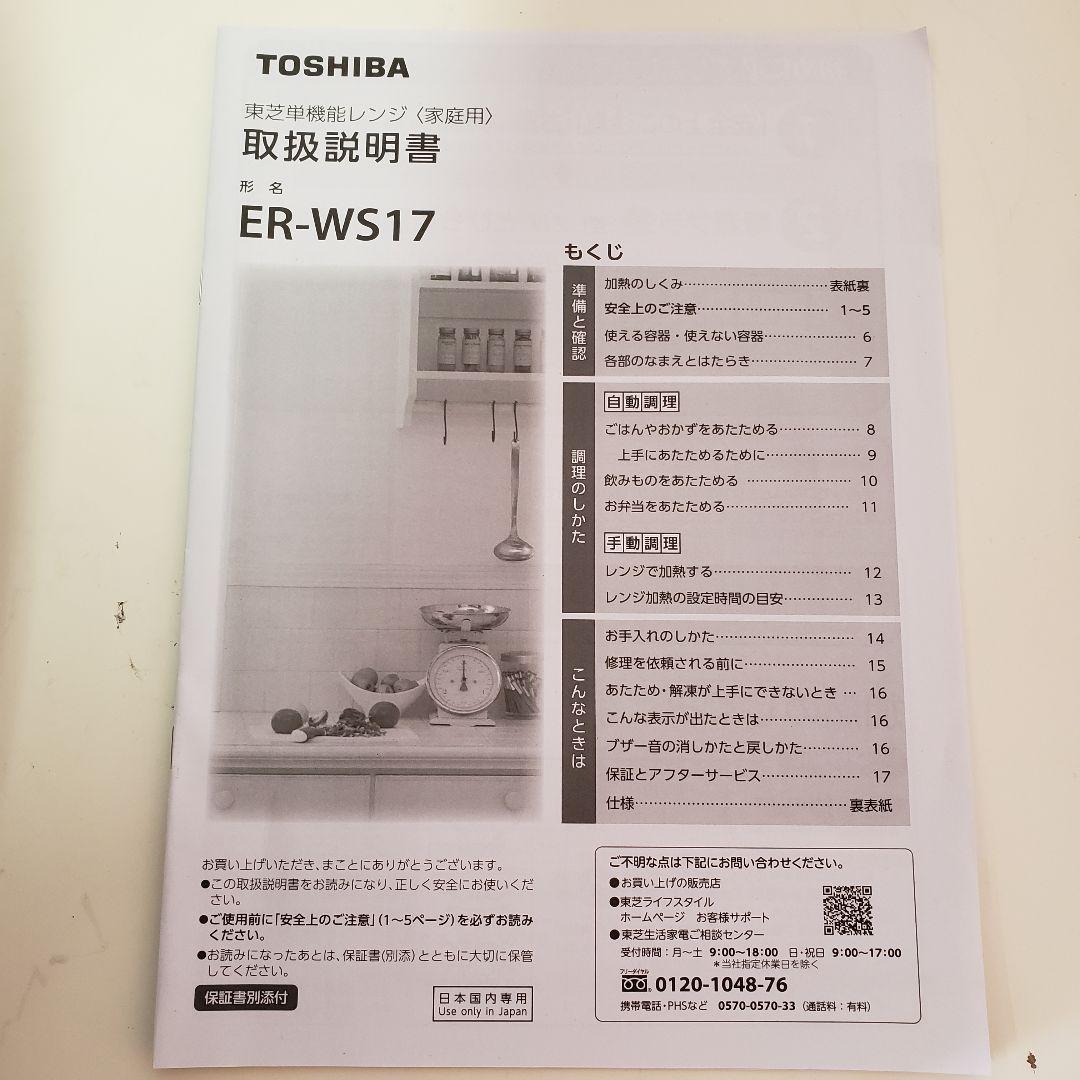 TOSHIBA
東芝単機能レンジ〈家庭用〉
取扱説明書
形 名
ER-WS17
もくじ
準備と確認
加熱のしくみ……………………………表紙裏
安全上のご注意………………………… 1〜5
使える容器・使えない容器………………… 6
各部のなまえとはたらき…………………… 7
調理のしかた
自動調理
ごはんやおかずをあたためる……………… 8
上手にあたためるために………………… 9
飲みものをあたためる …………………… 10
お弁当をあたためる……………………… 11
手動調理
レンジで加熱する………………………… 12
レンジ加熱の設定時間の目安…………… 13
こんなときは
お手入れのしかた………………………… 14
修理を依頼される前に…………………… 15
あたため・解凍が上手にできないとき … 16
こんな表示が出たときは………………… 16
ブザー音の消しかたと戻しかた………… 16
保証とアフターサービス………………… 17
仕様…………………………………………裏表紙
お買い上げいただき、まことにありがとうございます。
●この取扱説明書をお読みになり、正しく安全にお使いくだ
さい。
●ご使用前に「安全上のご注意」(1〜5ページ)を必ずお読み
ください。
●お読みになったあとは、保証書(別添)とともに大切に保管
してください。
保証書別添付
日本国内専用
Use only in Japan
ご不明な点は下記にお問い合わせください。
●お買い上げの販売店
●東芝ライフスタイル
ホームページ お客様サポート
●東芝生活家電ご相談センター
受付時間:月〜土 9:00〜18:00 日・祝日 9:00〜17:00
*当社指定休業日を除く
フリーダイヤル
0120-1048-76
携帯電話・PHSなど 0570-0570-33(通話料:有料)